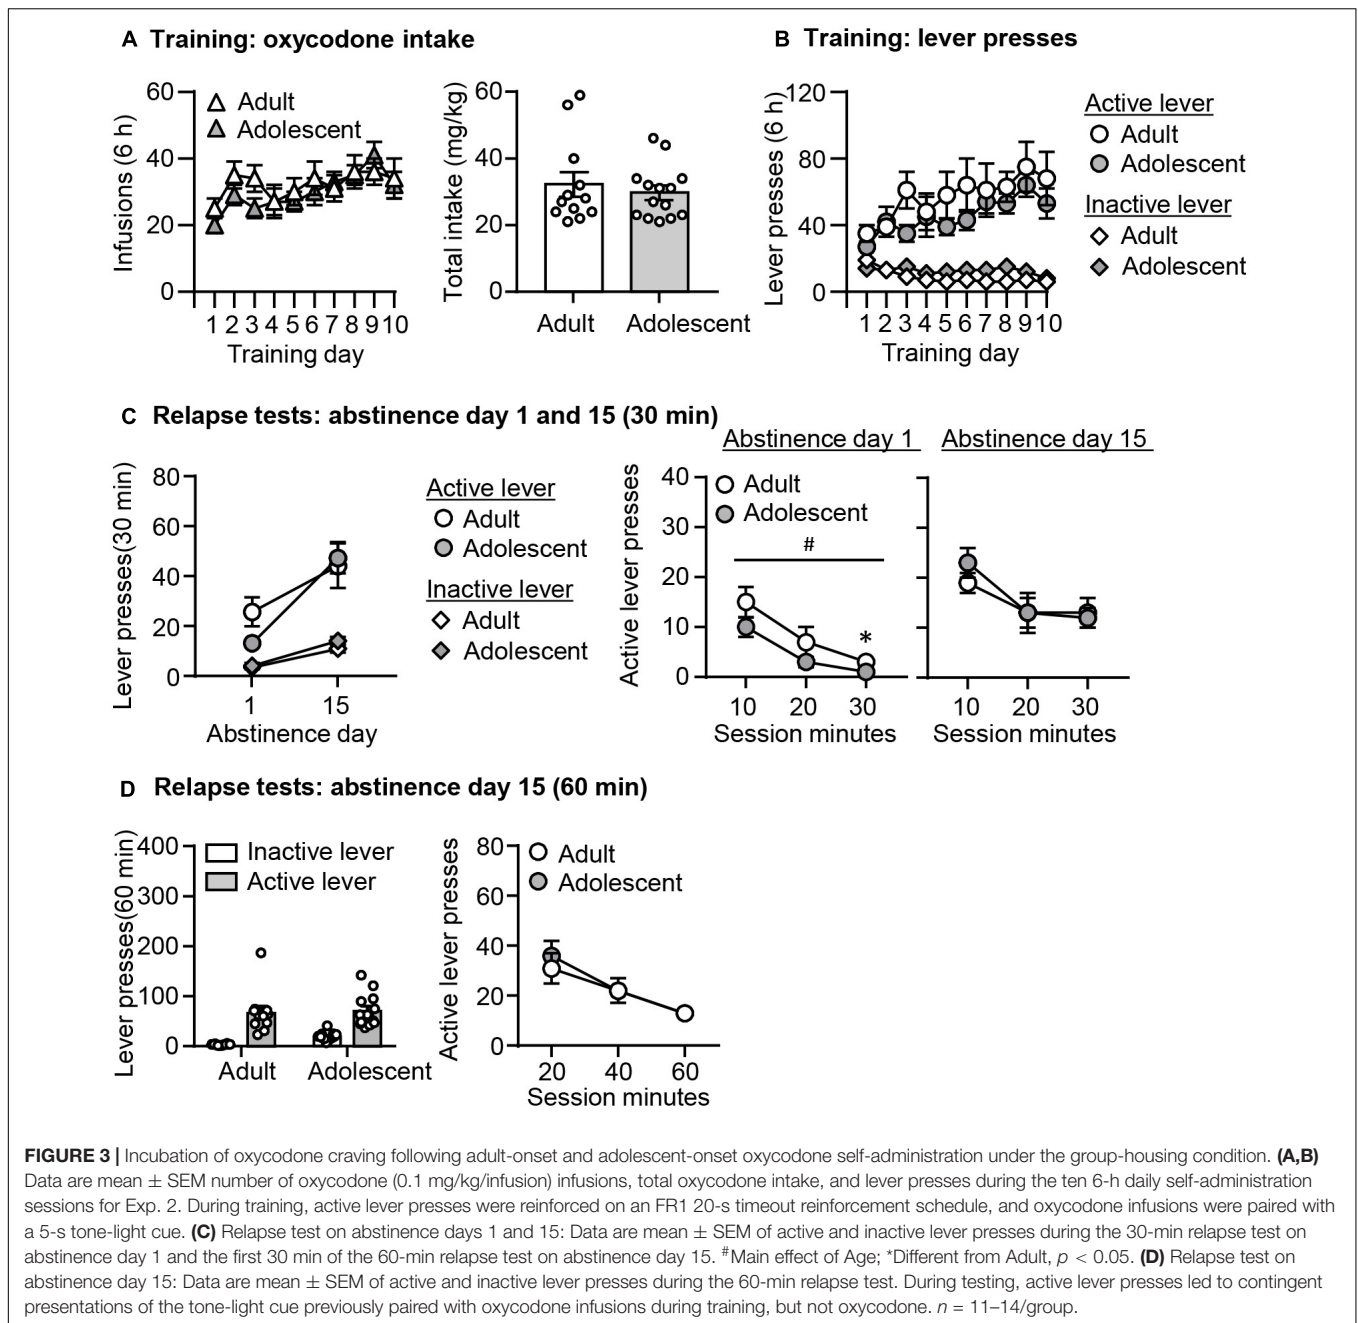 A Training: oxycodone intake
B Training: lever presses
Infusions (6 h)
60
40
20
0
Adult
Adolescent
1 2 3 4 5 6 7 8 9 10
Training day
Total intake (mg/kg)
60
40
20
0
Adult Adolescent
Lever presses (6 h)
120
80
40
0
1 2 3 4 5 6 7 8 9 10
Training day
Active lever
Adult
Adolescent
Inactive lever
Adult
Adolescent
C Relapse tests: abstinence day 1 and 15 (30 min)
Lever presses(30 min)
80
60
40
20
0
1 15
Abstinence day
Active lever
Adult
Adolescent
Inactive lever
Adult
Adolescent
Abstinence day 1
Abstinence day 15
Active lever presses
40
30
20
10
0
Adult
Adolescent
#
*
10 20 30
Session minutes
10 20 30
Session minutes
D Relapse tests: abstinence day 15 (60 min)
Lever presses(60 min)
400
300
200
100
0
Inactive lever
Active lever
Adult Adolescent
Active lever presses
80
60
40
20
0
Adult
Adolescent
20 40 60
Session minutes
FIGURE 3 | Incubation of oxycodone craving following adult-onset and adolescent-onset oxycodone self-administration under the group-housing condition. (A,B)
Data are mean ± SEM number of oxycodone (0.1 mg/kg/infusion) infusions, total oxycodone intake, and lever presses during the ten 6-h daily self-administration
sessions for Exp. 2. During training, active lever presses were reinforced on an FR1 20-s timeout reinforcement schedule, and oxycodone infusions were paired with
a 5-s tone-light cue. (C) Relapse test on abstinence days 1 and 15: Data are mean ± SEM of active and inactive lever presses during the 30-min relapse test on
abstinence day 1 and the first 30 min of the 60-min relapse test on abstinence day 15. #Main effect of Age; *Different from Adult, p < 0.05. (D) Relapse test on
abstinence day 15: Data are mean ± SEM of active and inactive lever presses during the 60-min relapse test. During testing, active lever presses led to contingent
presentations of the tone-light cue previously paired with oxycodone infusions during training, but not oxycodone. n = 11–14/group.